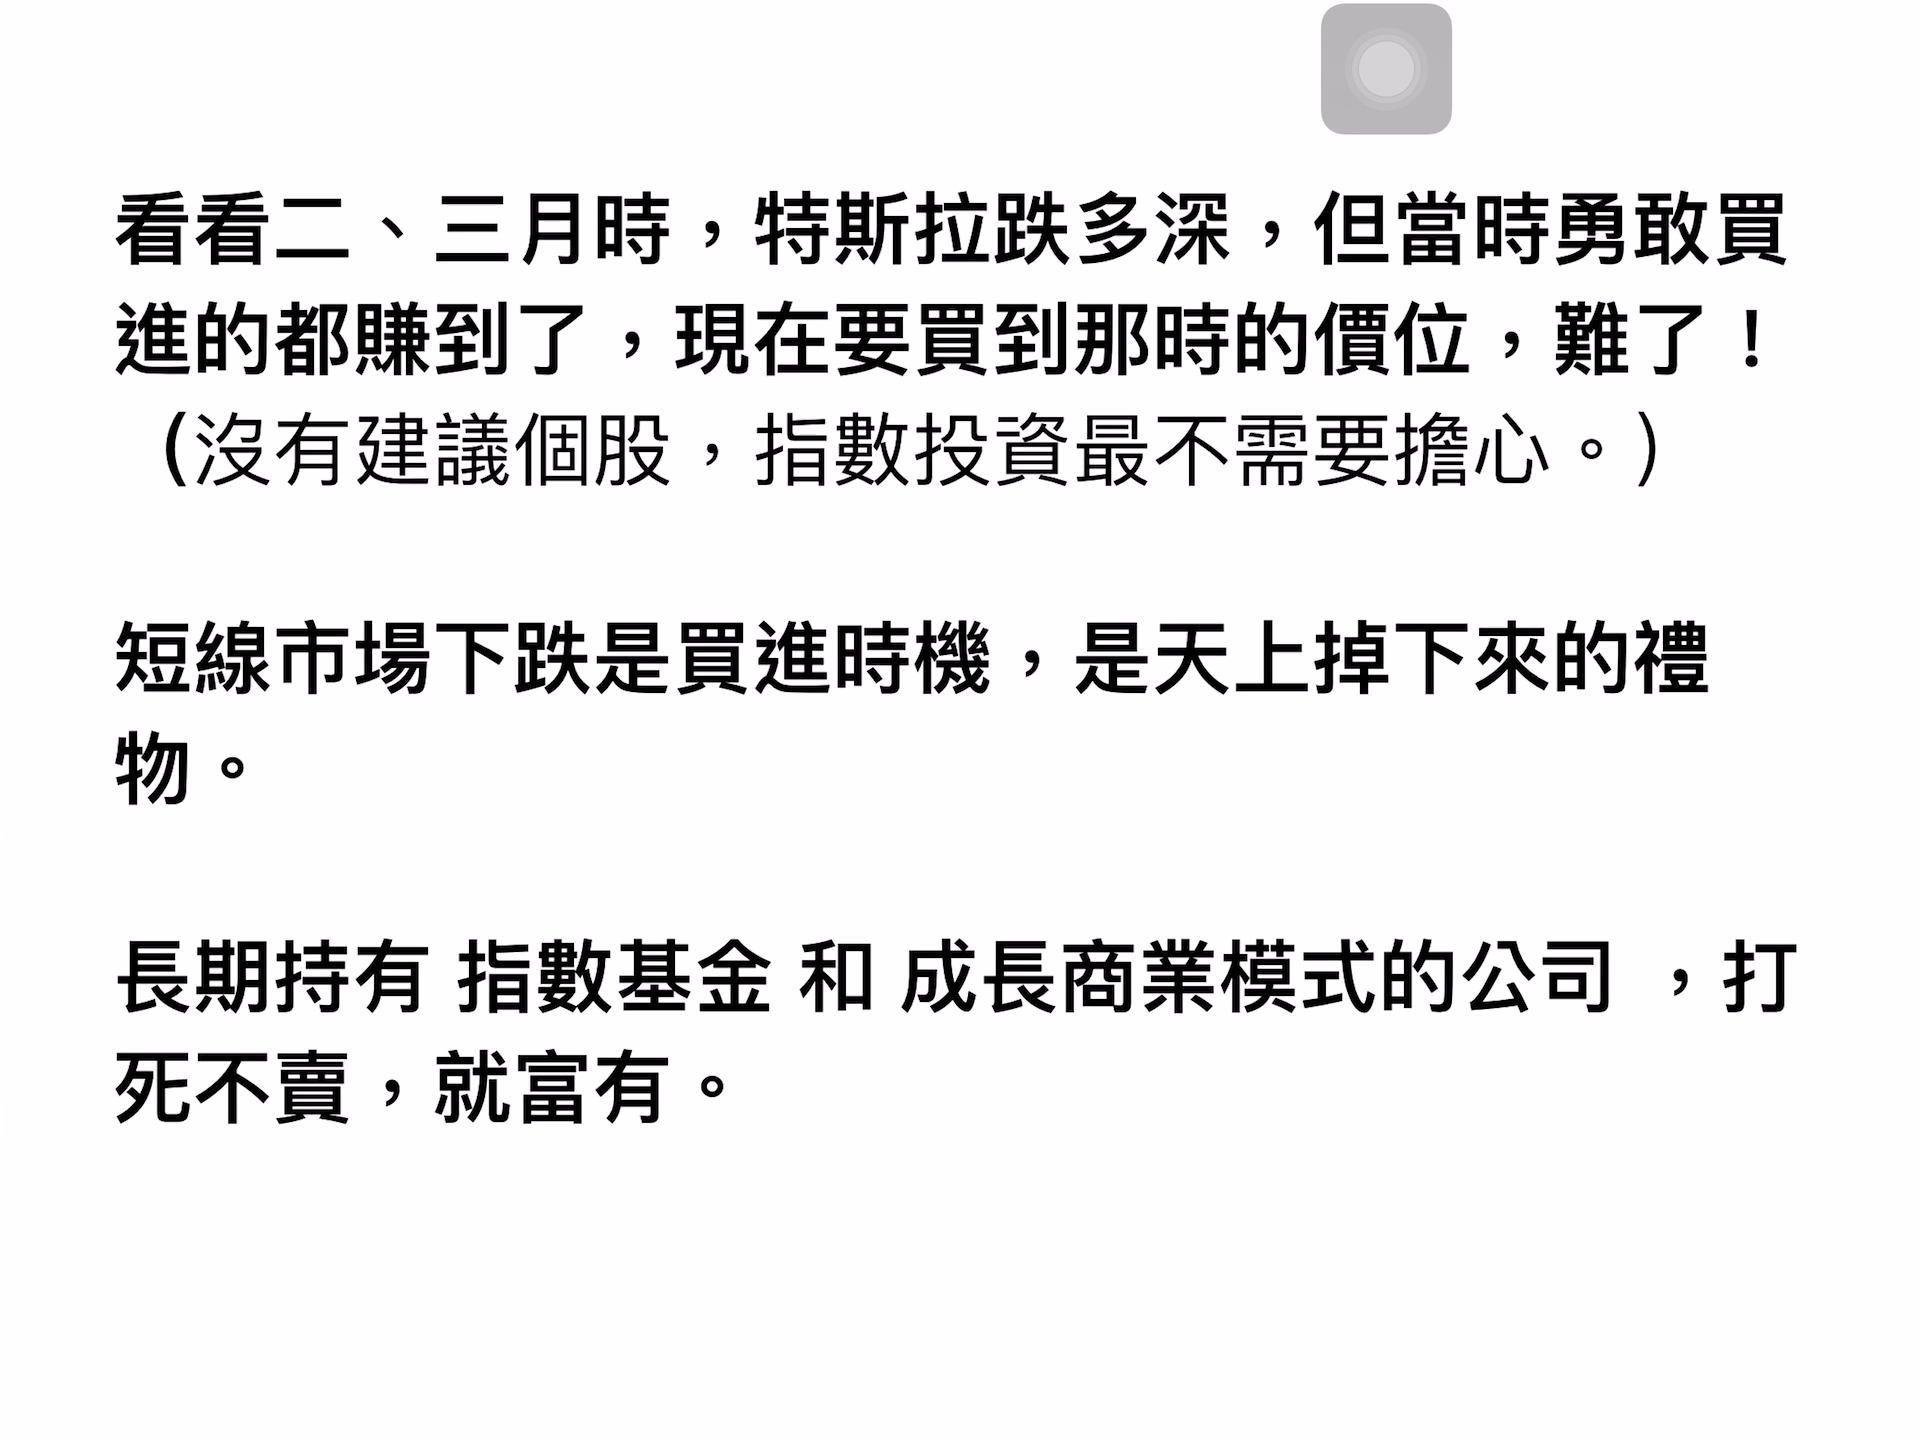 看看二、三月時，特斯拉跌多深，但當時勇敢買
進的都賺到了，現在要買到那時的價位，難了！
（沒有建議個股，指數投資最不需要擔心。）
短線市場下跌是買進時機，是天上掉下來的禮
物。
長期持有 指數基金 和 成長商業模式的公司 ，打
死不賣，就富有。